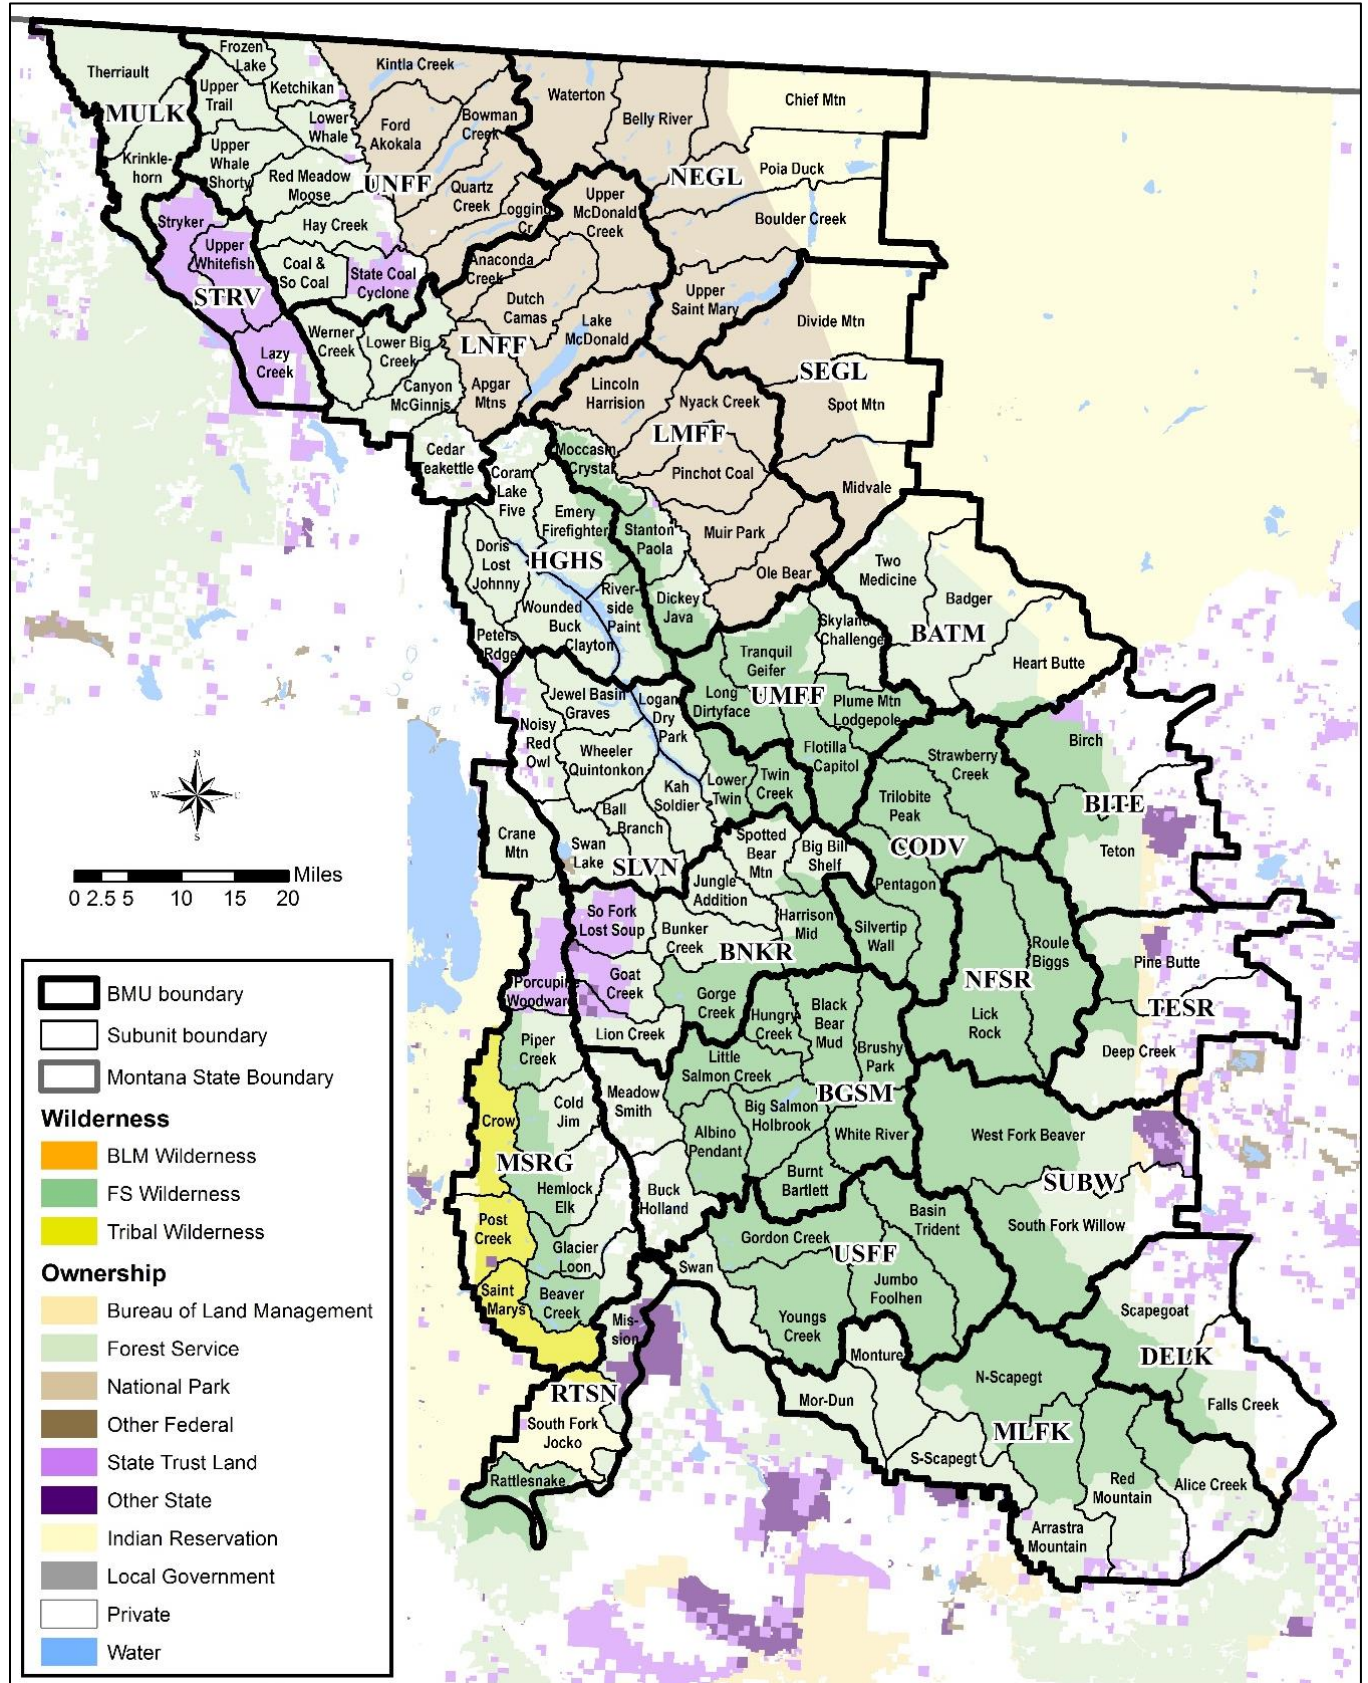 Therriault
MULK
Krinkle-
horn
Frozen
Lake
Upper
Trail
Ketchikan
Lower
Whale
Upper
Whale
Shorty
Red Meadow
Moose
UNFF
Hay Creek
Coal &
So Coal
State Coal
Cyclone
Kintla Creek
Ford
Akokala
Bowman
Creek
Quartz
Creek
Logging
Cr
Waterton
Belly River
Chief Mtn
NEGL
Poia Duck
Boulder Creek
Upper
Saint Mary
Stryker
Upper
Whitefish
STRV
Lazy
Creek
Upper
McDonald
Creek
Anaconda
Creek
Dutch
Camas
Lake
McDonald
LNFF
Werner
Creek
Lower Big
Creek
Canyon
McGinnis
Apgar
Mtns
Cedar
Teakettle
Divide Mtn
SEGL
Spot Mtn
Midvale
Lincoln
Harrision
Nyack Creek
LMFF
Pinchot Coal
Moccasin
Crystal
Stanton
Paola
Muir Park
Ole Bear
Dickey
Java
Coram
Lake
Five
Emery
Firefighter
HGHS
Doris
Lost
Johnny
River-
side
Paint
Wounded
Buck
Clayton
Peters
Rdge
Two
Medicine
Badger
BATM
Heart Butte
Skyland
Challenge
Tranquil
Geifer
Long
Dirtyface
UMFF
Plume Mtn
Lodgepole
Flotilla
Capitol
Jewel Basin
Graves
Logan
Dry
Park
Noisy
Red
Owl
Wheeler
Quintonkon
Kah
Soldier
Ball
Branch
Lower
Twin
Twin
Creek
Swan
Lake
SLVN
Crane
Mtn
Strawberry
Creek
Trilobite
Peak
CODV
Pentagon
Silvertip
Wall
Birch
BITE
Teton
Spotted
Bear
Mtn
Big Bill
Shelf
Jungle
Addition
Harrison
Mid
Bunker
Creek
BNKR
Gorge
Creek
So Fork
Lost Soup
Goat
Creek
Lion Creek
Porcupin
Woodward
Roule
Biggs
NFSR
Lick
Rock
Pine Butte
TESR
Deep Creek
Piper
Creek
Cold
Jim
Crow
MSRG
Hemlock
Elk
Post
Creek
Glacier
Loon
Saint
Marys
Beaver
Creek
Hungry
Creek
Black
Bear
Mud
Brushy
Park
Little
Salmon Creek
BGSM
Big Salmon
Holbrook
White River
Albino
Pendant
Burnt
Bartlett
Meadow
Smith
Buck
Holland
West Fork Beaver
SUBW
South Fork Willow
Basin
Trident
Gordon Creek
USFF
Jumbo
Foolhen
Youngs
Creek
Swan
Mis-
sion
RTSN
South Fork
Jocko
Rattlesnake
Scapegoat
DELK
Falls Creek
Monture
Mor-Dun
N-Scapegt
MLFK
S-Scapegt
Red
Mountain
Alice Creek
Arrastra
Mountain
N
W
S
Miles
0 2.5 5 10 15 20
BMU boundary
Subunit boundary
Montana State Boundary
Wilderness
BLM Wilderness
FS Wilderness
Tribal Wilderness
Ownership
Bureau of Land Management
Forest Service
National Park
Other Federal
State Trust Land
Other State
Indian Reservation
Local Government
Private
Water